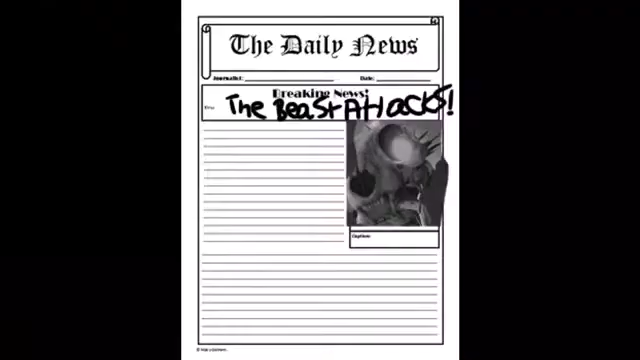 The Daily News
Journalist:
Date:
Breaking News!
The BeAst AttAcks!
Caption: